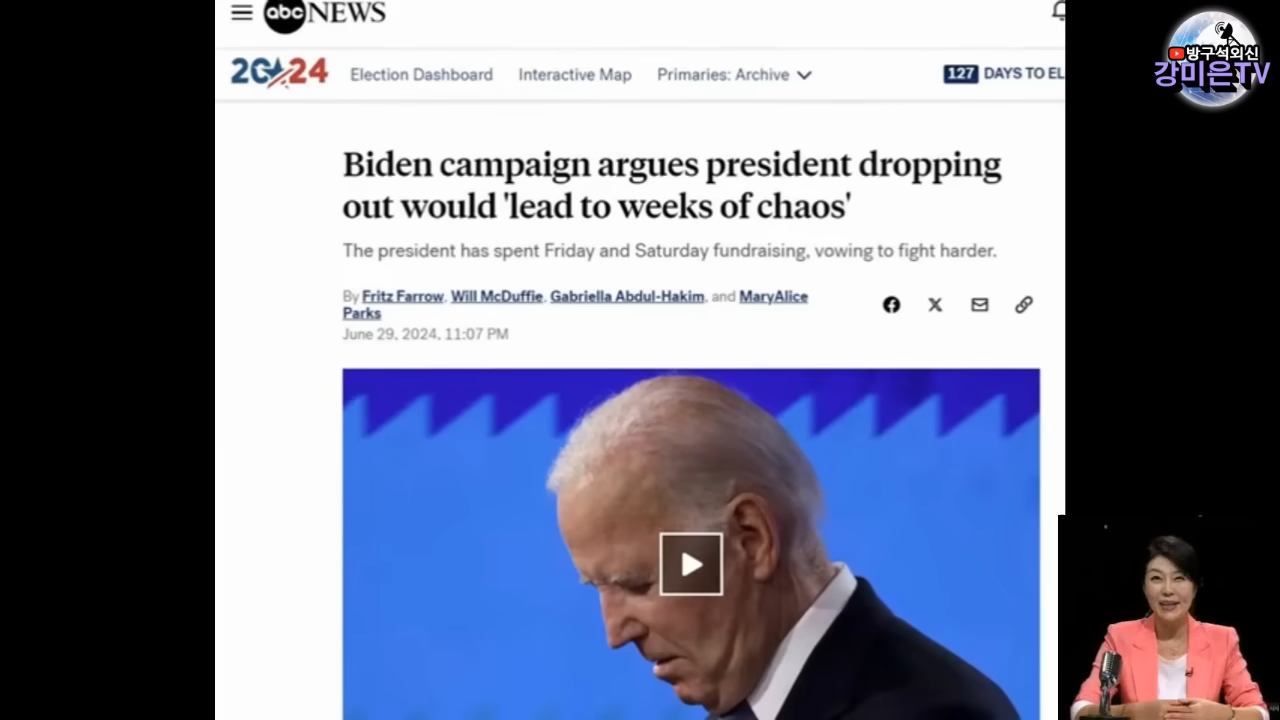 abc NEWS
2024 Election Dashboard Interactive Map Primaries: Archive 127 DAYS TO EL
방구석외신
강미은TV
Biden campaign argues president dropping
out would 'lead to weeks of chaos'
The president has spent Friday and Saturday fundraising, vowing to fight harder.
By Fritz Farrow, Will McDuffie, Gabriella Abdul-Hakim, and MaryAlice
Parks
June 29, 2024, 11:07 PM